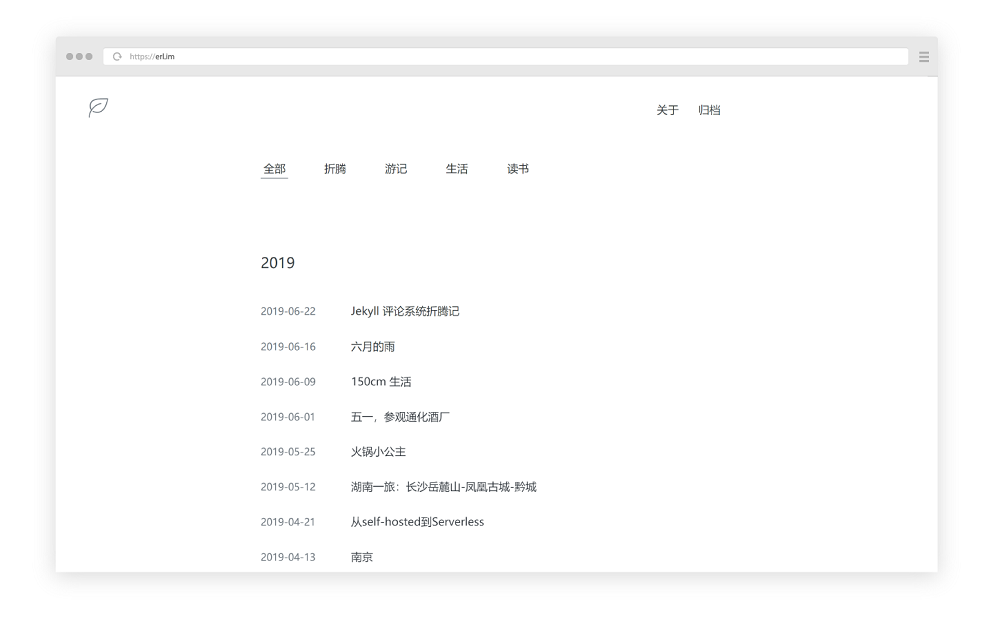 https://erl.im
关于 归档
全部 折腾 游记 生活 读书
2019
2019-06-22 Jekyll 评论系统折腾记
2019-06-16 六月的雨
2019-06-09 150cm 生活
2019-06-01 五一，参观通化酒厂
2019-05-25 火锅小公主
2019-05-12 湖南一旅：长沙岳麓山-凤凰古城-黔城
2019-04-21 从self-hosted到Serverless
2019-04-13 南京